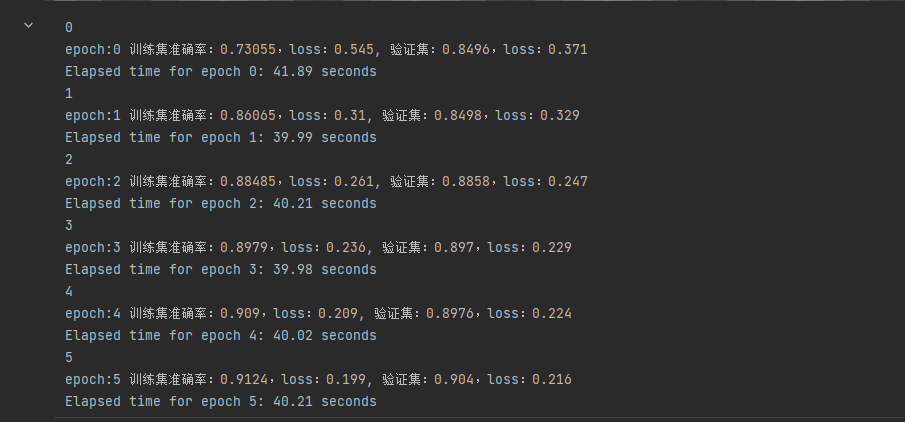 0
epoch:0 训练集准确率：0.73055，loss：0.545, 验证集：0.8496，loss：0.371
Elapsed time for epoch 0: 41.89 seconds
1
epoch:1 训练集准确率：0.86065，loss：0.31, 验证集：0.8498，loss：0.329
Elapsed time for epoch 1: 39.99 seconds
2
epoch:2 训练集准确率：0.88485，loss：0.261, 验证集：0.8858，loss：0.247
Elapsed time for epoch 2: 40.21 seconds
3
epoch:3 训练集准确率：0.8979，loss：0.236, 验证集：0.897，loss：0.229
Elapsed time for epoch 3: 39.98 seconds
4
epoch:4 训练集准确率：0.909，loss：0.209, 验证集：0.8976，loss：0.224
Elapsed time for epoch 4: 40.02 seconds
5
epoch:5 训练集准确率：0.9124，loss：0.199, 验证集：0.904，loss：0.216
Elapsed time for epoch 5: 40.21 seconds